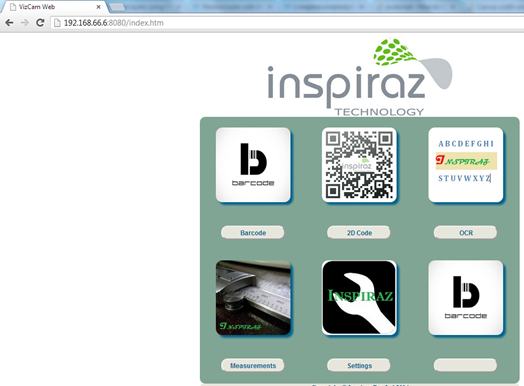 VizCam Web
192.168.66.6:8080/index.htm
inspiraz
TECHNOLOGY
barcode
inspiraz
ABCDEFGHI
INSPIRAZ
STUVWXYZ
barcode
Barcode
2D Code
OCR
INSPIRAZ
INSPIRAZ
Measurements
Settings